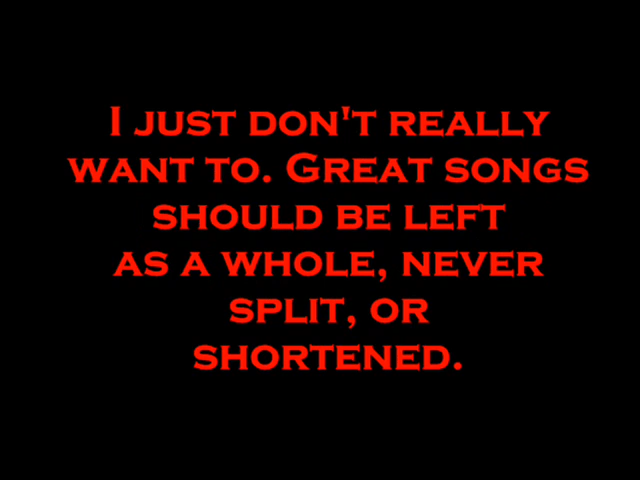 I just don't really
want to. Great songs
should be left
as a whole, never
split, or
shortened.